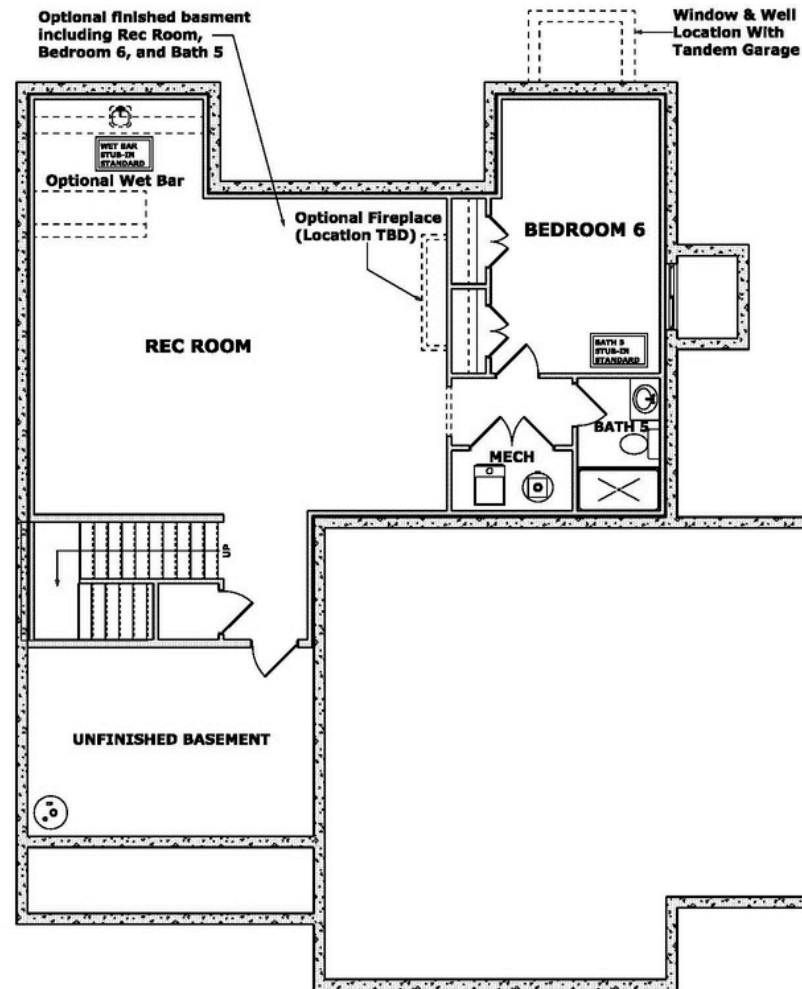 Optional finished basment
including Rec Room,
Bedroom 6, and Bath 5
Window & Well
Location With
Tandem Garage
WET BAR
STUB-IN
STANDARD
Optional Wet Bar
Optional Fireplace
(Location TBD)
BEDROOM 6
REC ROOM
BATH 5
STUB-IN
STANDARD
BATH 5
MECH
UP
UNFINISHED BASEMENT